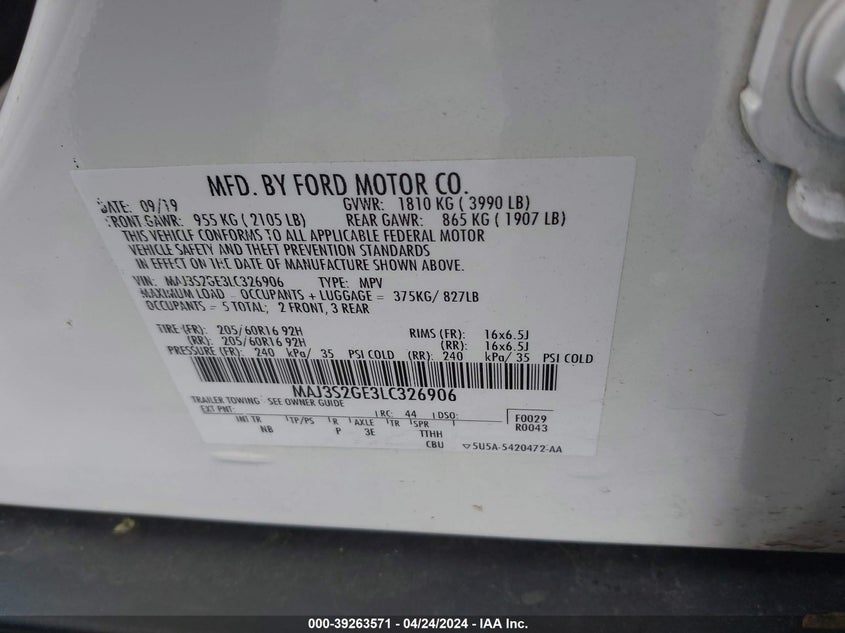 MFD. BY FORD MOTOR CO.
DATE: 09/19 GVWR: 1810 KG ( 3990 LB)
FRONT GAWR: 955 KG ( 2105 LB) REAR GAWR: 865 KG ( 1907 LB)
THIS VEHICLE CONFORMS TO ALL APPLICABLE FEDERAL MOTOR
VEHICLE SAFETY AND THEFT PREVENTION STANDARDS
IN EFFECT ON THE DATE OF MANUFACTURE SHOWN ABOVE.
VIN: MAJ3S2GE3LC326906 TYPE: MPV
MAXIMUM LOAD = OCCUPANTS + LUGGAGE = 375KG/ 827LB
OCCUPANTS = 5 TOTAL; 2 FRONT, 3 REAR
TIRE (FR): 205/60R16 92H RIMS (FR): 16x6.5J
(RR): 205/60R16 92H (RR): 16x6.5J
PRESSURE (FR): 240 kPa/ 35 PSI COLD (RR): 240 kPa/ 35 PSI COLD
MAJ3S2GE3LC326906
TRAILER TOWING: SEE OWNER GUIDE
EXT PNT: RC: 44 DSO: F0029
INT TR TP/PS R AXLE TR SPR R0043
NB P 3E TTHH
CBU ▽5U5A-5420472-AA
000-39263571 - 04/24/2024 - IAA Inc.